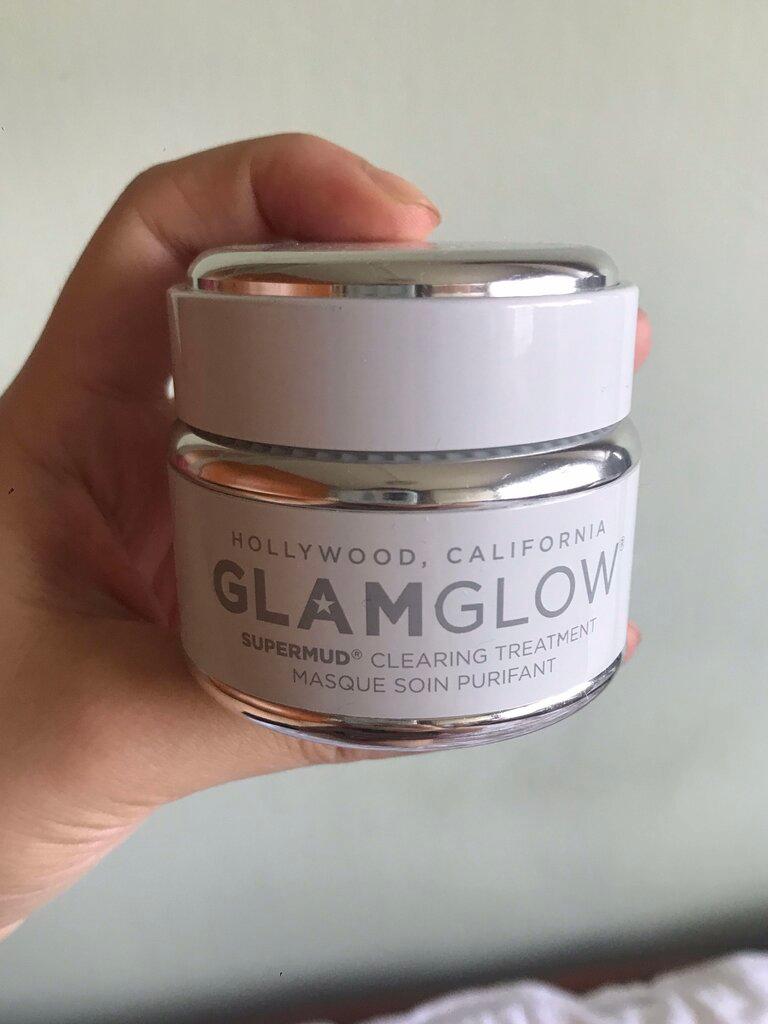 HOLLYWOOD, CALIFORNIA
GLAMGLOW®
SUPERMUD® CLEARING TREATMENT
MASQUE SOIN PURIFANT